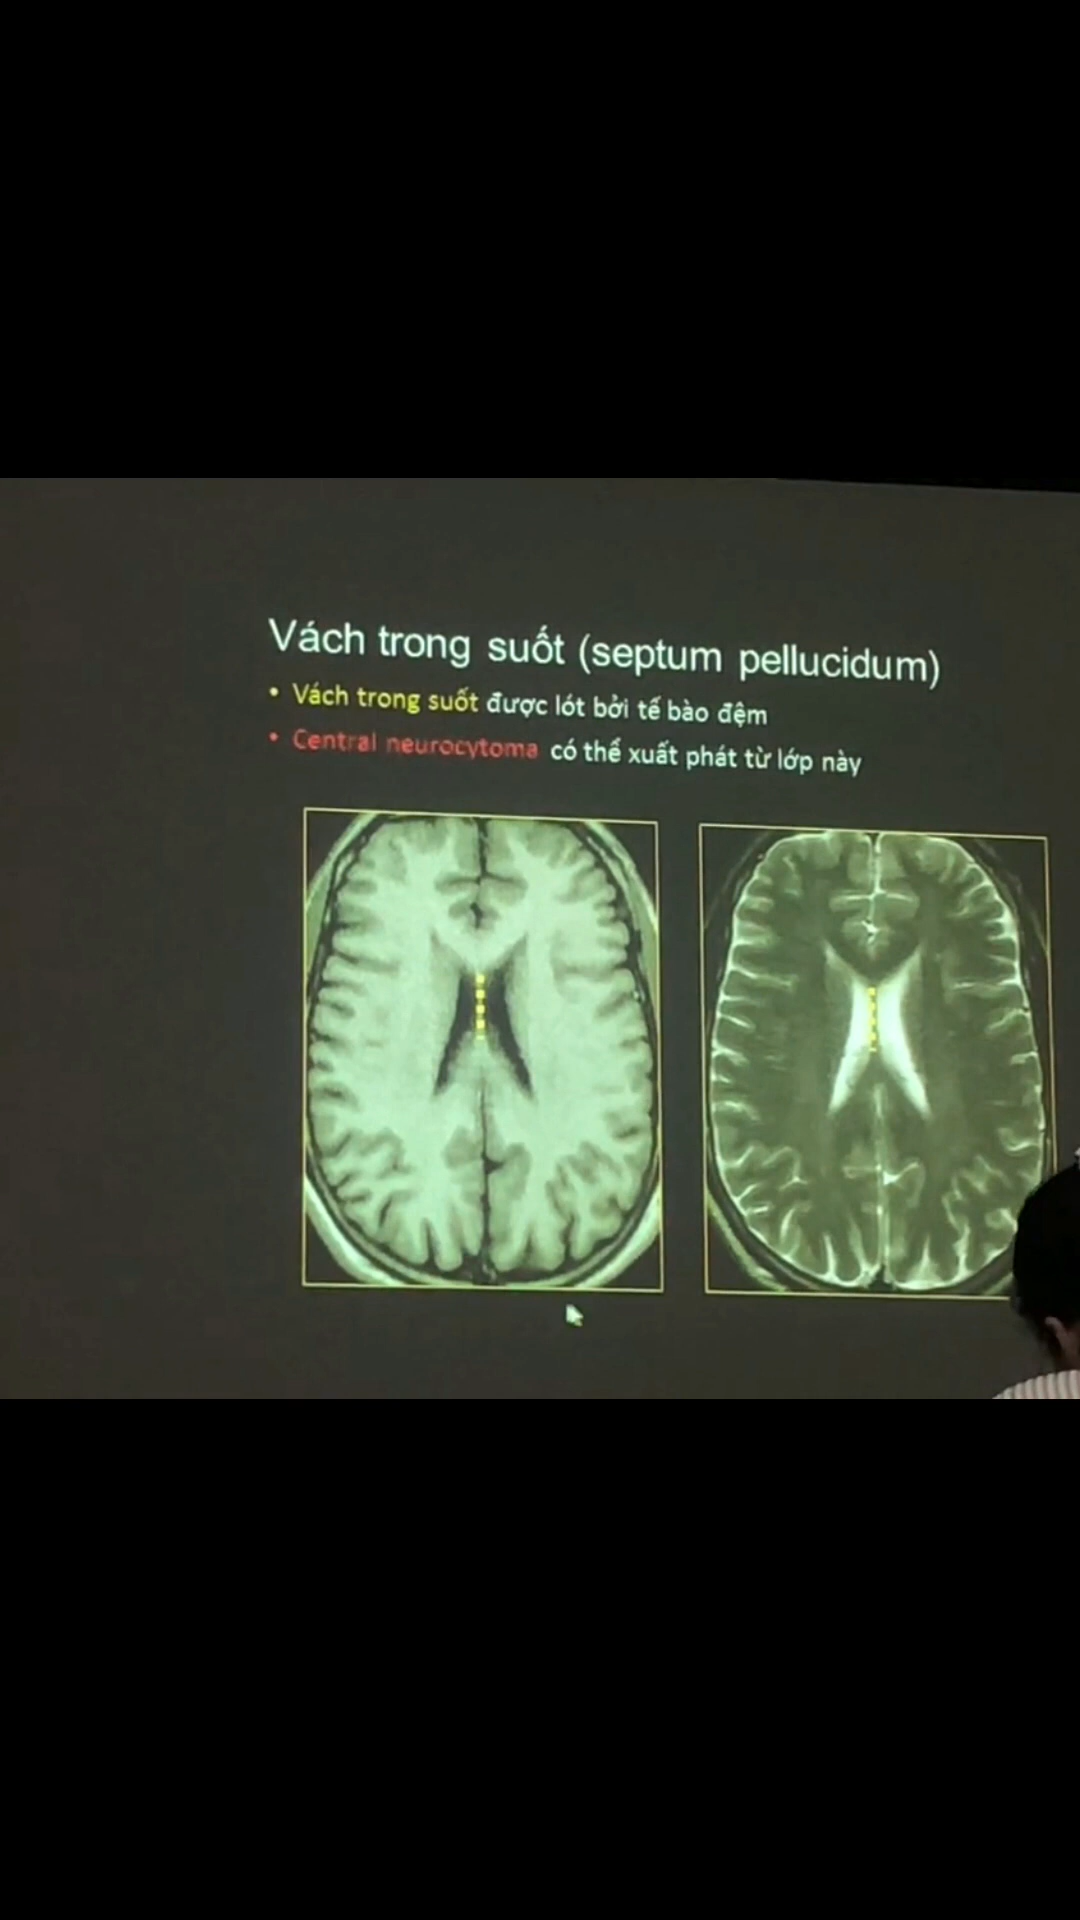 Vách trong suốt (septum pellucidum)
• Vách trong suốt được lót bởi tế bào đệm
• Central neurocytoma có thể xuất phát từ lớp này